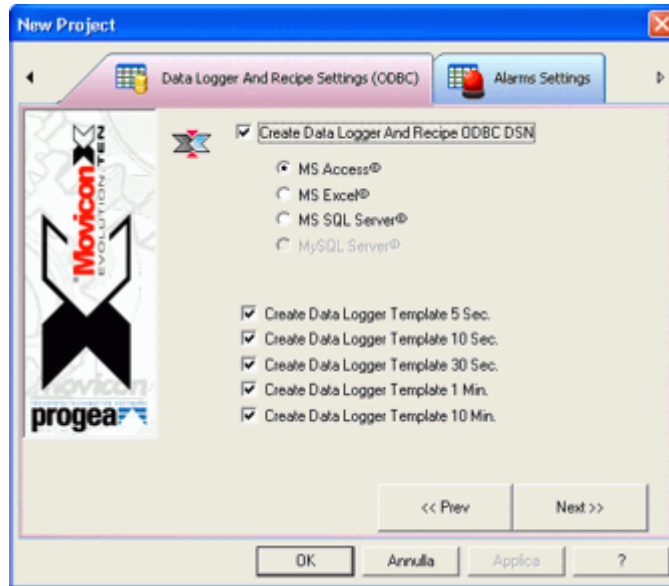 New Project
Data Logger And Recipe Settings (ODBC)
Alarms Settings
Create Data Logger And Recipe ODBC DSN
MS Access©
MS Excel©
MS SQL Server©
MySQL Server©
Create Data Logger Template 5 Sec.
Create Data Logger Template 10 Sec.
Create Data Logger Template 30 Sec.
Create Data Logger Template 1 Min.
Create Data Logger Template 10 Min.
Movicon
EVOLUTION TEN
movicon
progea
<< Prev
Next >>
OK
Annulla
Applica
?